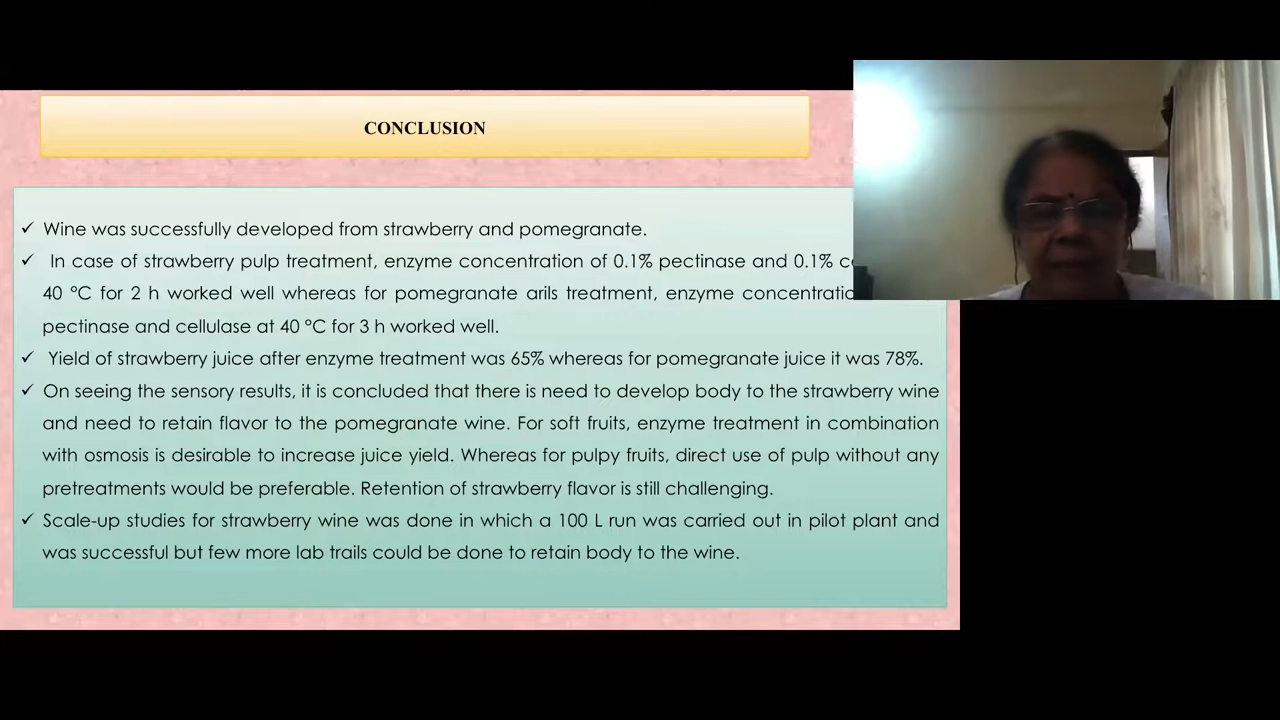 CONCLUSION
✓ Wine was successfully developed from strawberry and pomegranate.
✓ In case of strawberry pulp treatment, enzyme concentration of 0.1% pectinase and 0.1%
40 °C for 2 h worked well whereas for pomegranate arils treatment, enzyme
pectinase and cellulase at 40 °C for 3 h worked well.
✓ Yield of strawberry juice after enzyme treatment was 65% whereas for pomegranate juice it was 78%.
✓ On seeing the sensory results, it is concluded that there is need to develop body to the strawberry wine
and need to retain flavor to the pomegranate wine. For soft fruits, enzyme treatment in combination
with osmosis is desirable to increase juice yield. Whereas for pulpy fruits, direct use of pulp without any
pretreatments would be preferable. Retention of strawberry flavor is still challenging.
✓ Scale-up studies for strawberry wine was done in which a 100 L run was carried out in pilot plant and
was successful but few more lab trails could be done to retain body to the wine.